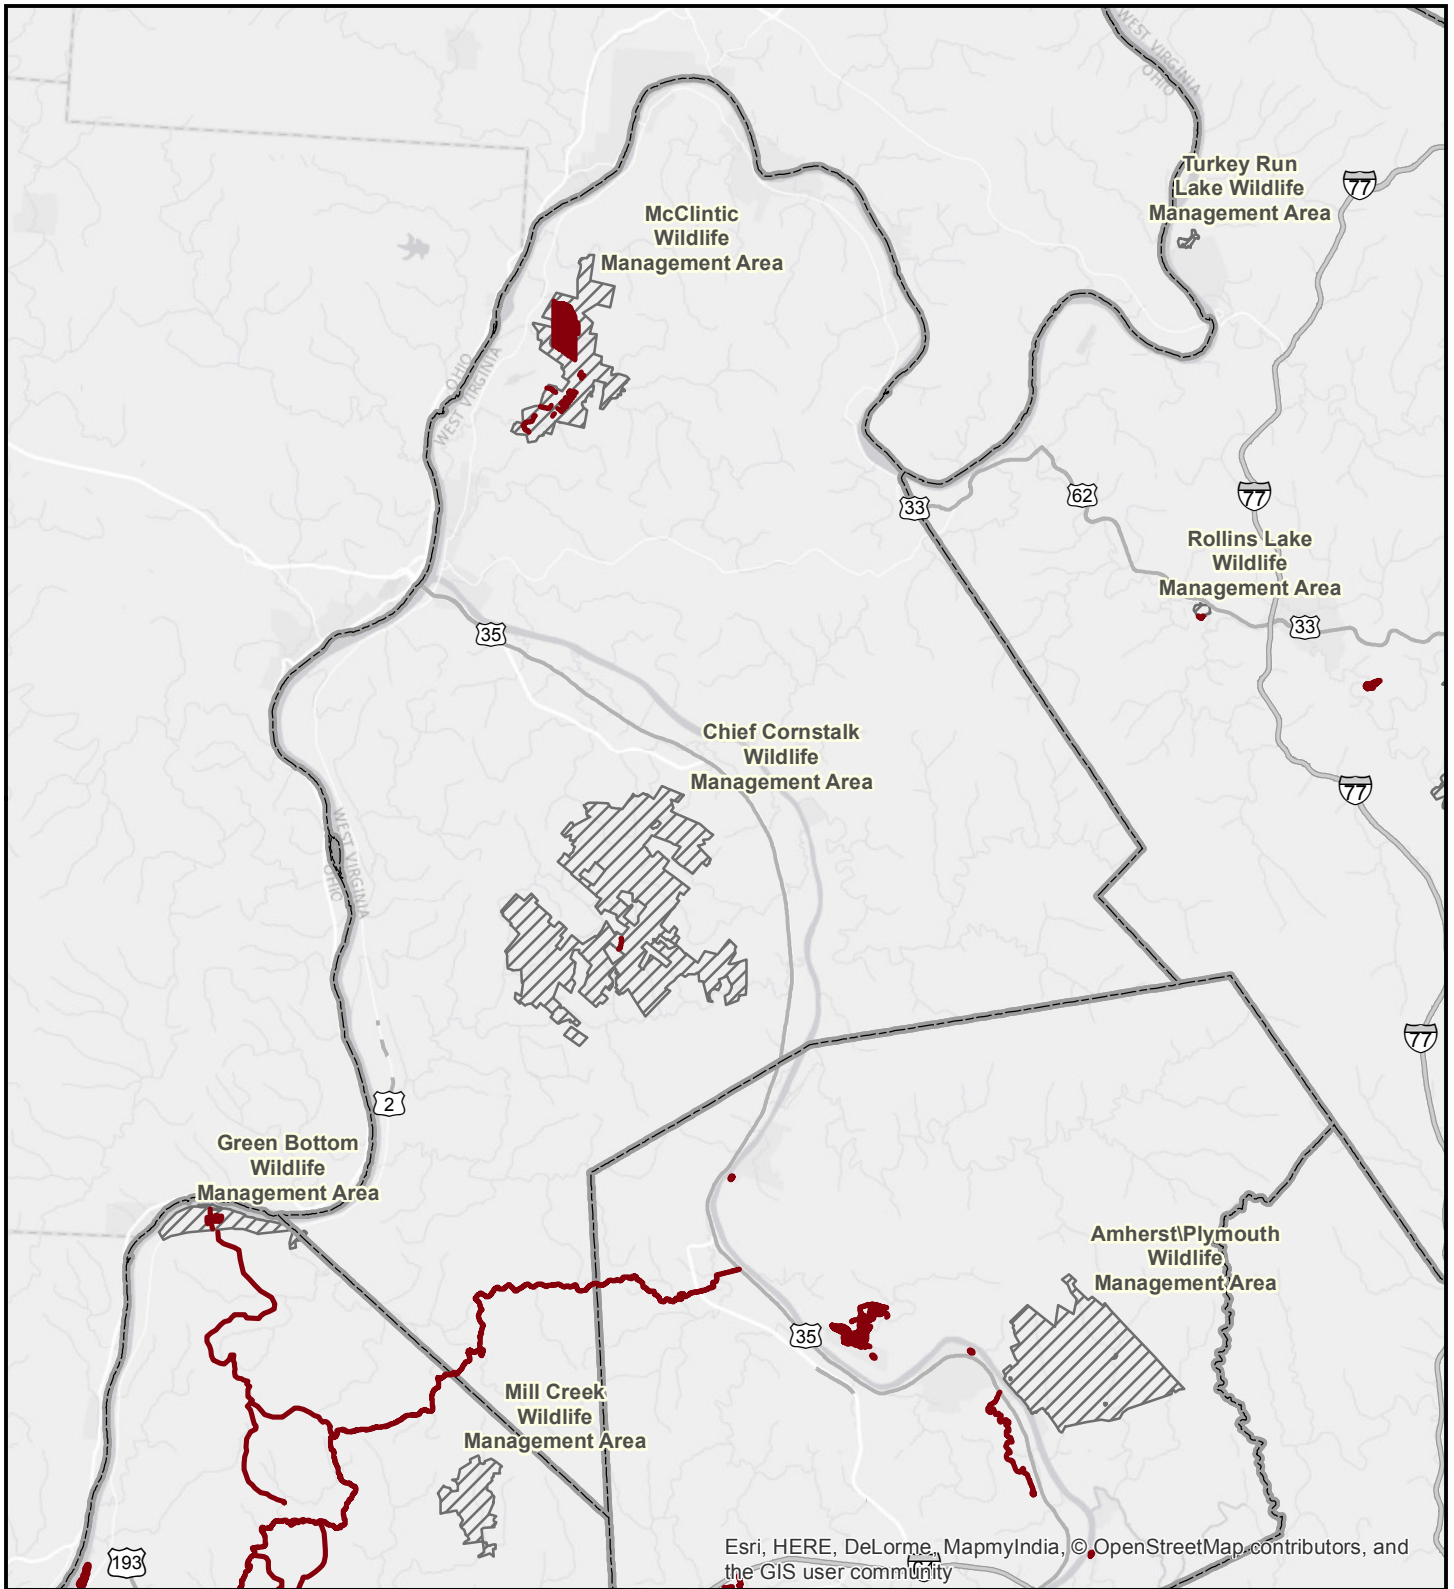 WEST VIRGINIA
OHIO
Turkey Run
Lake Wildlife
Management Area
77
McClintic
Wildlife
Management Area
OHIO
WEST VIRGINIA
62
77
33
Rollins Lake
Wildlife
Management Area
33
35
Chief Cornstalk
Wildlife
Management Area
77
WEST VIRGINIA
OHIO
77
2
Green Bottom
Wildlife
Management Area
Amherst\Plymouth
Wildlife
Management Area
35
Mill Creek
Wildlife
Management Area
193
64
Esri, HERE, DeLorme, MapmyIndia, © OpenStreetMap contributors, and
the GIS user community